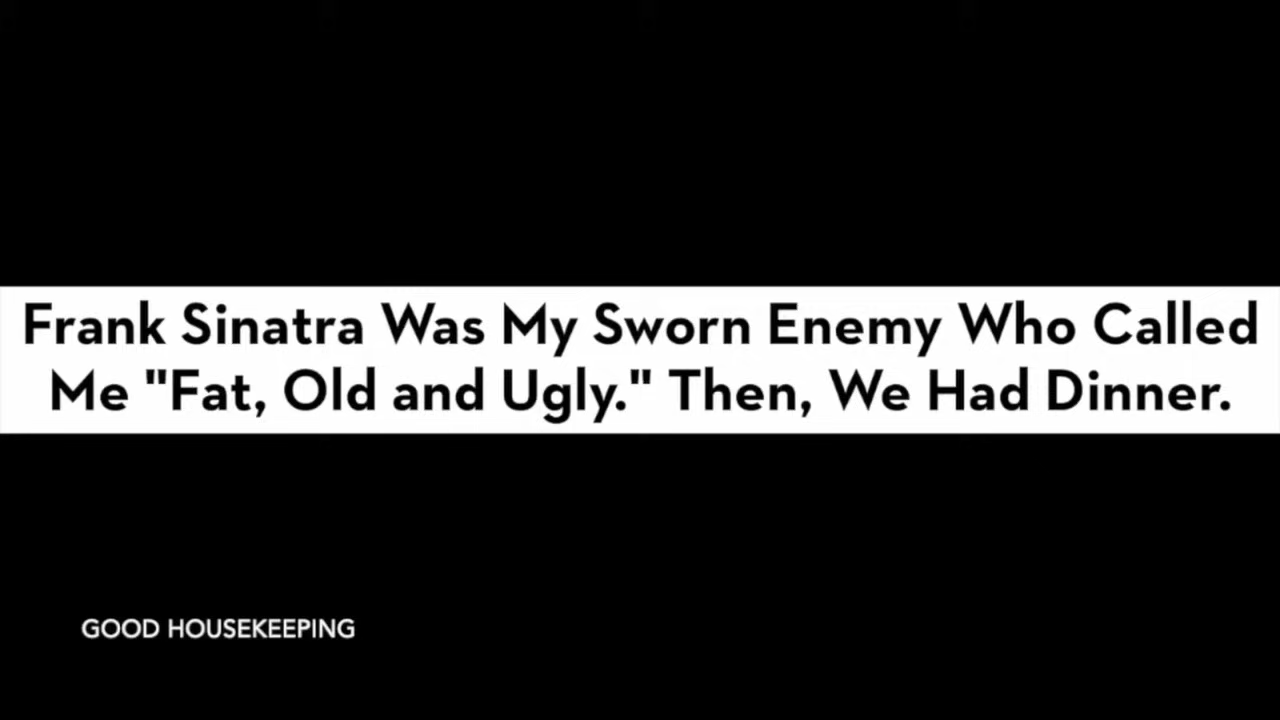 Frank Sinatra Was My Sworn Enemy Who Called
Me "Fat, Old and Ugly." Then, We Had Dinner.
GOOD HOUSEKEEPING